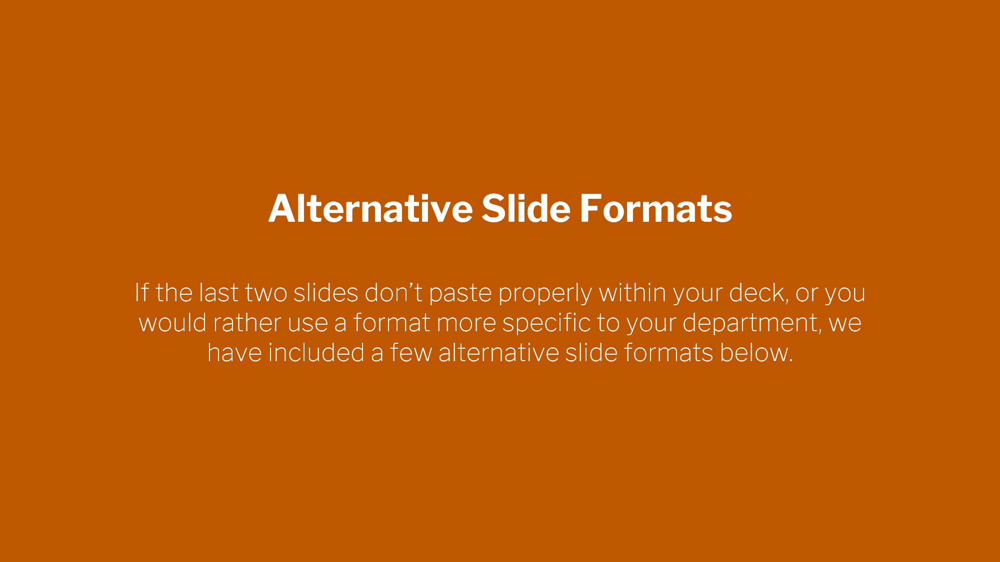 Alternative Slide Formats
If the last two slides don’t paste properly within your deck, or you
would rather use a format more specific to your department, we
have included a few alternative slide formats below.